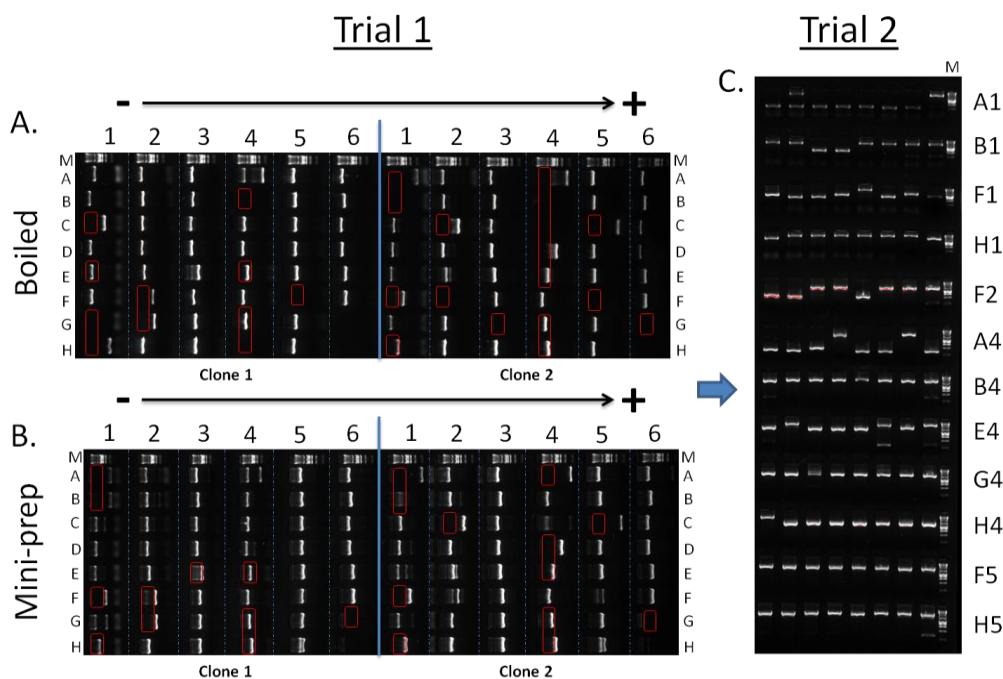 Trial 1
Trial 2
A.
- +
1 2 3 4 5 6 1 2 3 4 5 6
Boiled
M
A
B
C
D
E
F
G
H
M
A
B
C
D
E
F
G
H
Clone 1
Clone 2
B.
- +
1 2 3 4 5 6 1 2 3 4 5 6
Mini-prep
M
A
B
C
D
E
F
G
H
M
A
B
C
D
E
F
G
H
Clone 1
Clone 2
C.
M
A1
B1
F1
H1
F2
A4
B4
E4
G4
H4
F5
H5